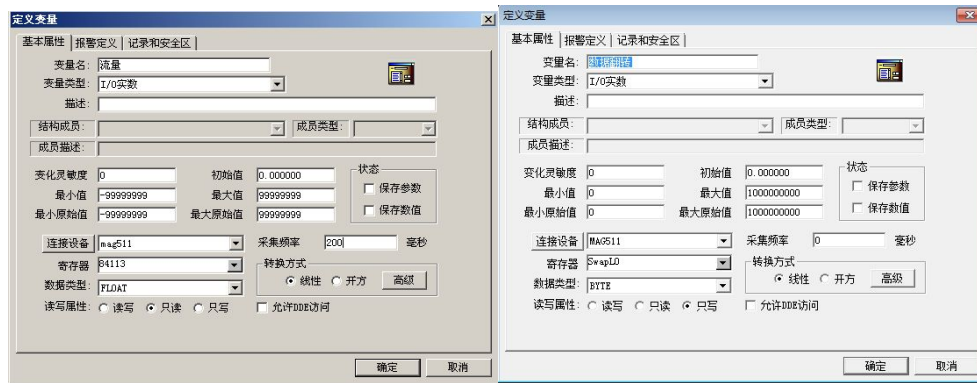 定义变量
基本属性 报警定义 记录和安全区
变量名: 流量
变量类型: I/O实数
描述:
结构成员: 成员类型:
成员描述:
变化灵敏度 0 初始值 0.000000 状态
最小值 -99999999 最大值 99999999 保存参数
最小原始值 -99999999 最大原始值 99999999 保存数值
连接设备 mag511 采集频率 200 毫秒
寄存器 84113 转换方式
线性 开方 高级
数据类型: FLOAT
读写属性: 读写 只读 只写 允许DDE访问
确定 取消
定义变量
基本属性 报警定义 记录和安全区
变量名: 数据翻转
变量类型: I/O实数
描述:
结构成员: 成员类型:
成员描述:
变化灵敏度 0 初始值 0.000000 状态
最小值 0 最大值 1000000000 保存参数
最小原始值 0 最大原始值 1000000000 保存数值
连接设备 MAG511 采集频率 0 毫秒
寄存器 SwapL0 转换方式
线性 开方 高级
数据类型: BYTE
读写属性: 读写 只读 只写 允许DDE访问
确定 取消